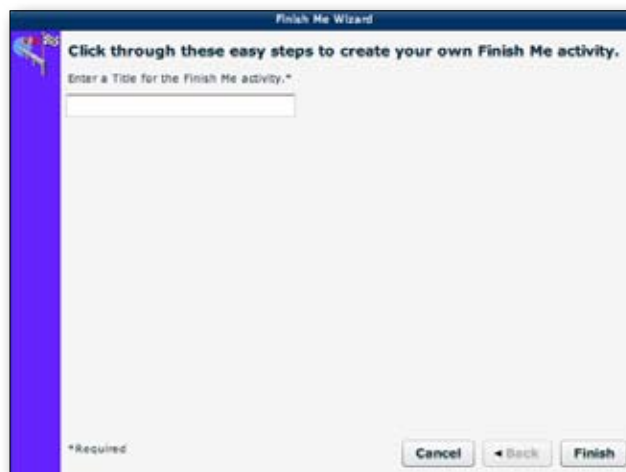 Finish Me Wizard
Click through these easy steps to create your own Finish Me activity.
Enter a Title for the Finish Me activity.*
*Required
Cancel
◄ Back
Finish